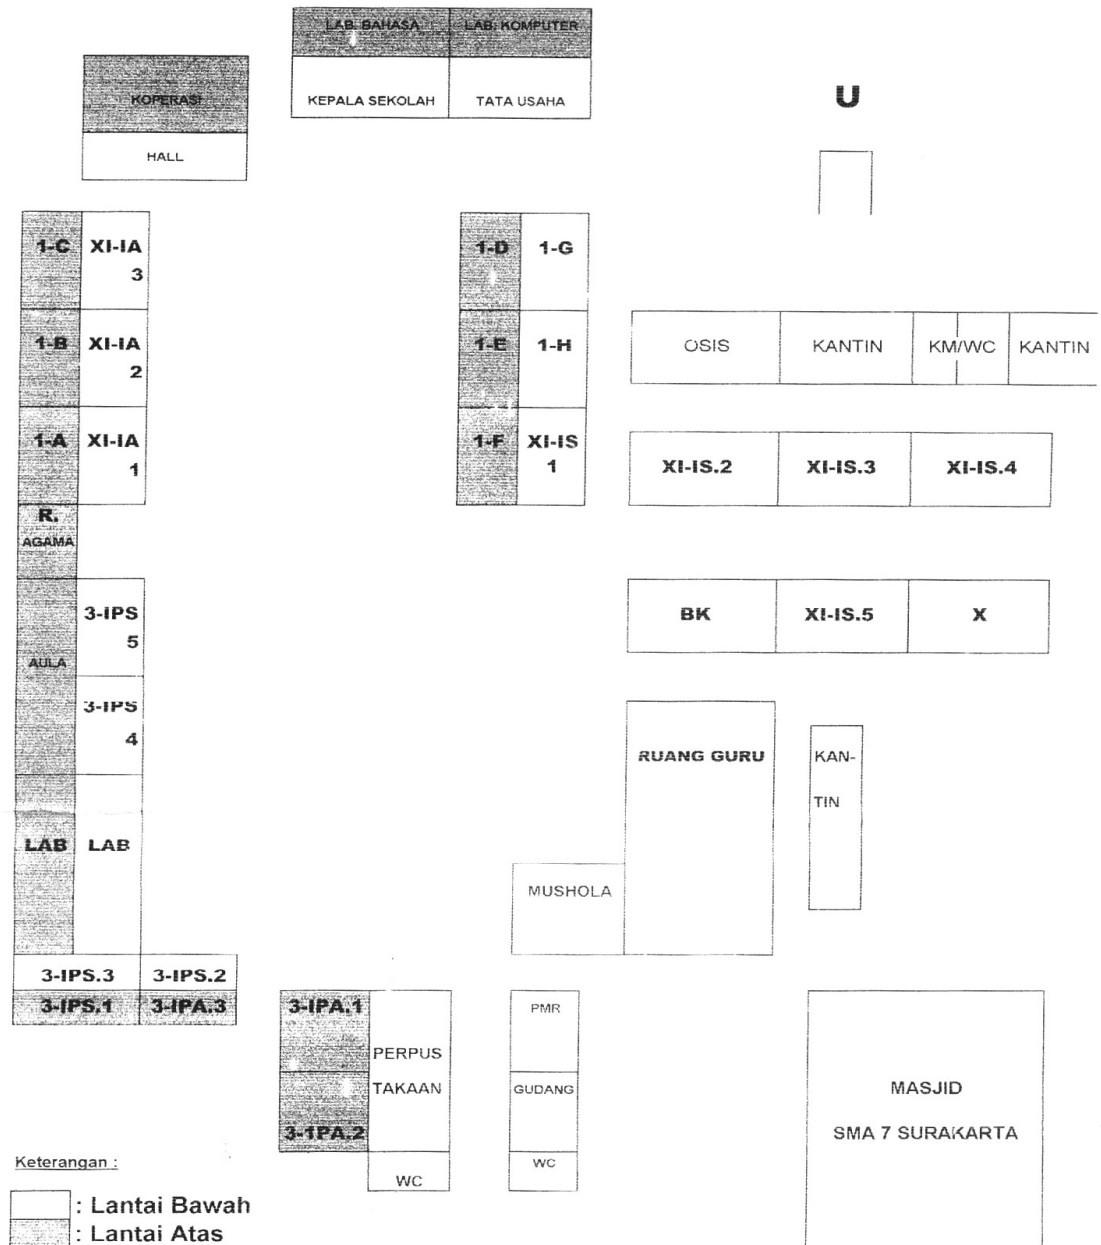 LAB. BAHASA LAB. KOMPUTER
KOPERASI
KEPALA SEKOLAH TATA USAHA
U
HALL
1-C XI-IA
3
1-D 1-G
1-B XI-IA
2
1-E 1-H
OSIS KANTIN KM/WC KANTIN
1-A XI-IA
1
1-F XI-IS
1
XI-IS.2 XI-IS.3 XI-IS.4
R.
AGAMA
3-IPS
5
BK XI-IS.5 X
AULA
3-IPS
4
RUANG GURU
KAN-
TIN
LAB LAB
MUSHOLA
3-IPS.3 3-IPS.2
3-IPS.1 3-IPA.3
3-IPA.1
PERPUS
TAKAAN
3-1PA.2
WC
PMR
GUDANG
WC
MASJID
SMA 7 SURAKARTA
Keterangan :
: Lantai Bawah
: Lantai Atas